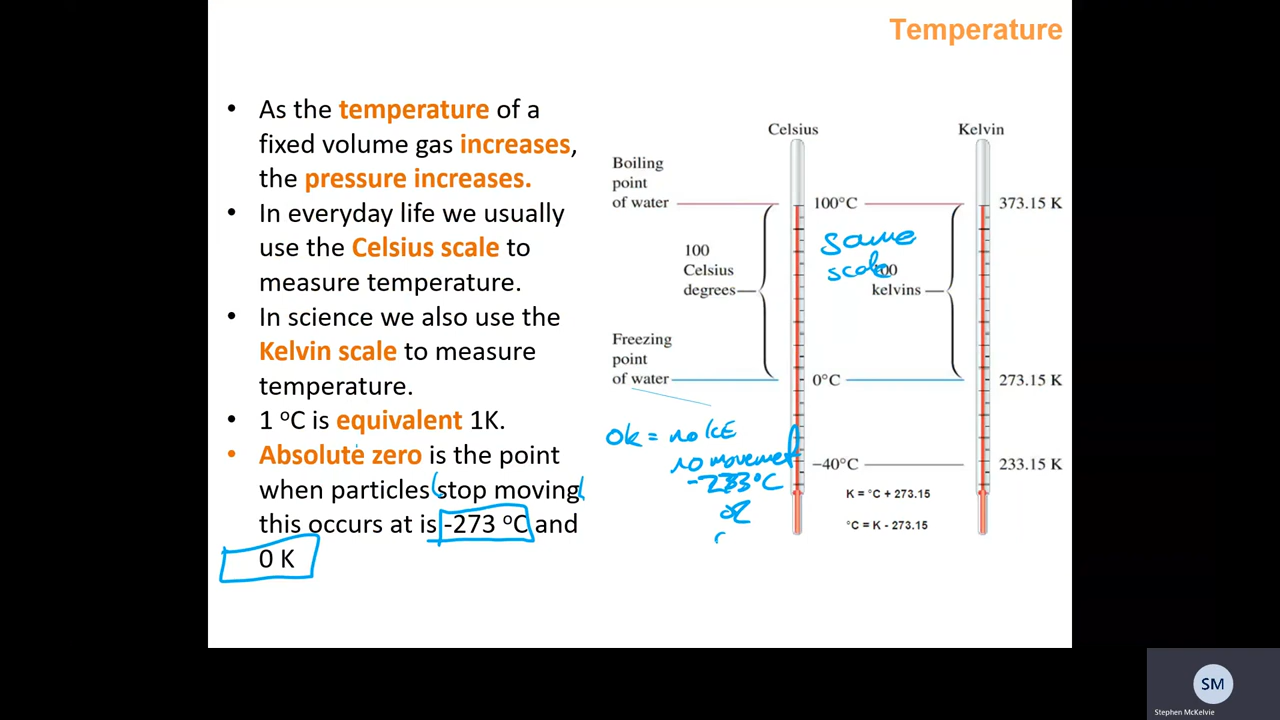 Temperature
• As the temperature of a
fixed volume gas increases,
the pressure increases.
• In everyday life we usually
use the Celsius scale to
measure temperature.
• In science we also use the
Kelvin scale to measure
temperature.
• 1 ᵒC is equivalent 1K.
• Absolute zero is the point
when particles stop moving
this occurs at is -273 ᵒC and
0 K
Celsius
Kelvin
Boiling
point
of water
100°C
373.15 K
same
scale
100
Celsius
degrees
kelvins
Freezing
point
of water
0°C
273.15 K
0k = no KE
no movement
°C
or
-40°C
233.15 K
K = °C + 273.15
°C = K - 273.15
SM
Stephen McKelvie